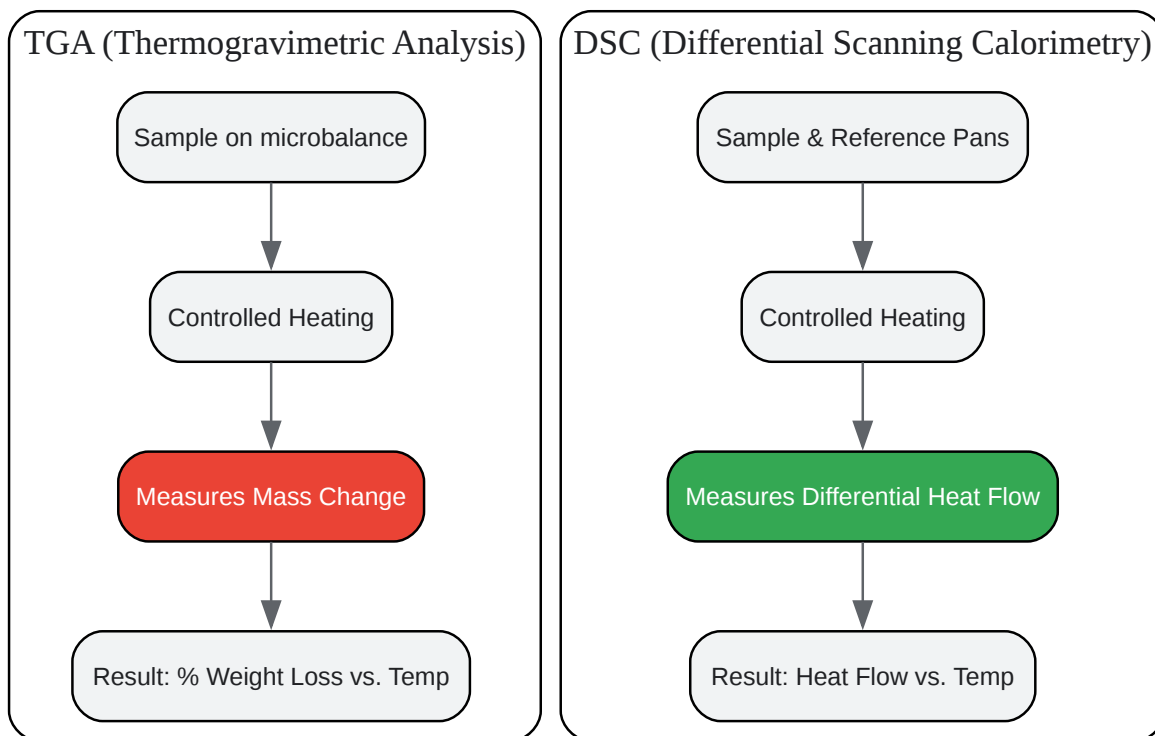 TGA (Thermogravimetric Analysis)
Sample on microbalance
Controlled Heating
Measures Mass Change
Result: % Weight Loss vs. Temp
DSC (Differential Scanning Calorimetry)
Sample & Reference Pans
Controlled Heating
Measures Differential Heat Flow
Result: Heat Flow vs. Temp